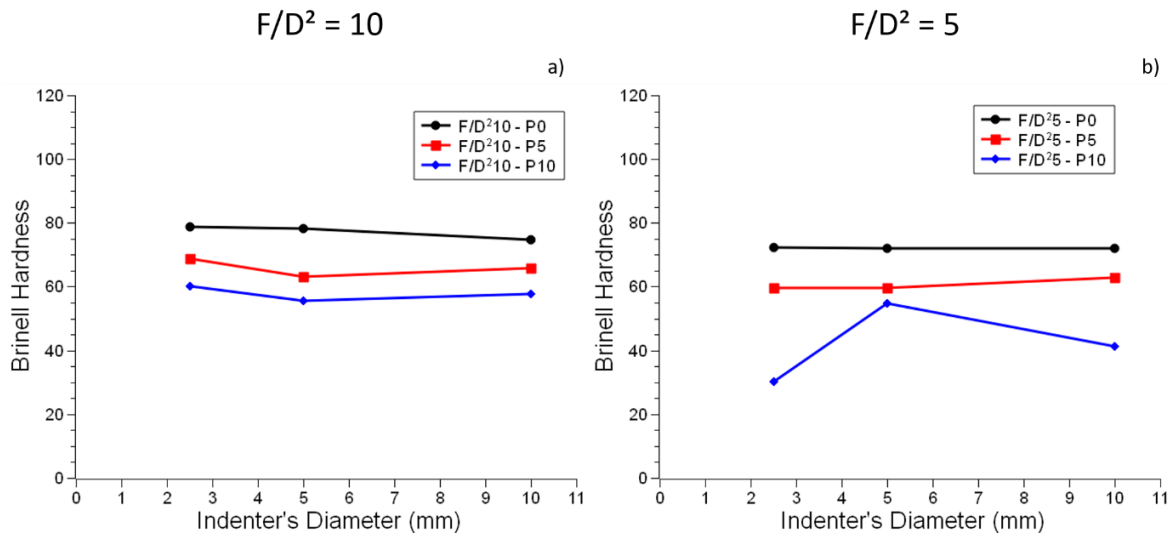 F/D² = 10
F/D² = 5
a)
120
100
80
60
40
20
0
Brinell Hardness
F/D²10 - P0
F/D²10 - P5
F/D²10 - P10
0 1 2 3 4 5 6 7 8 9 10 11
Indenter's Diameter (mm)
b)
120
100
80
60
40
20
0
Brinell Hardness
F/D²5 - P0
F/D²5 - P5
F/D²5 - P10
0 1 2 3 4 5 6 7 8 9 10 11
Indenter's Diameter (mm)